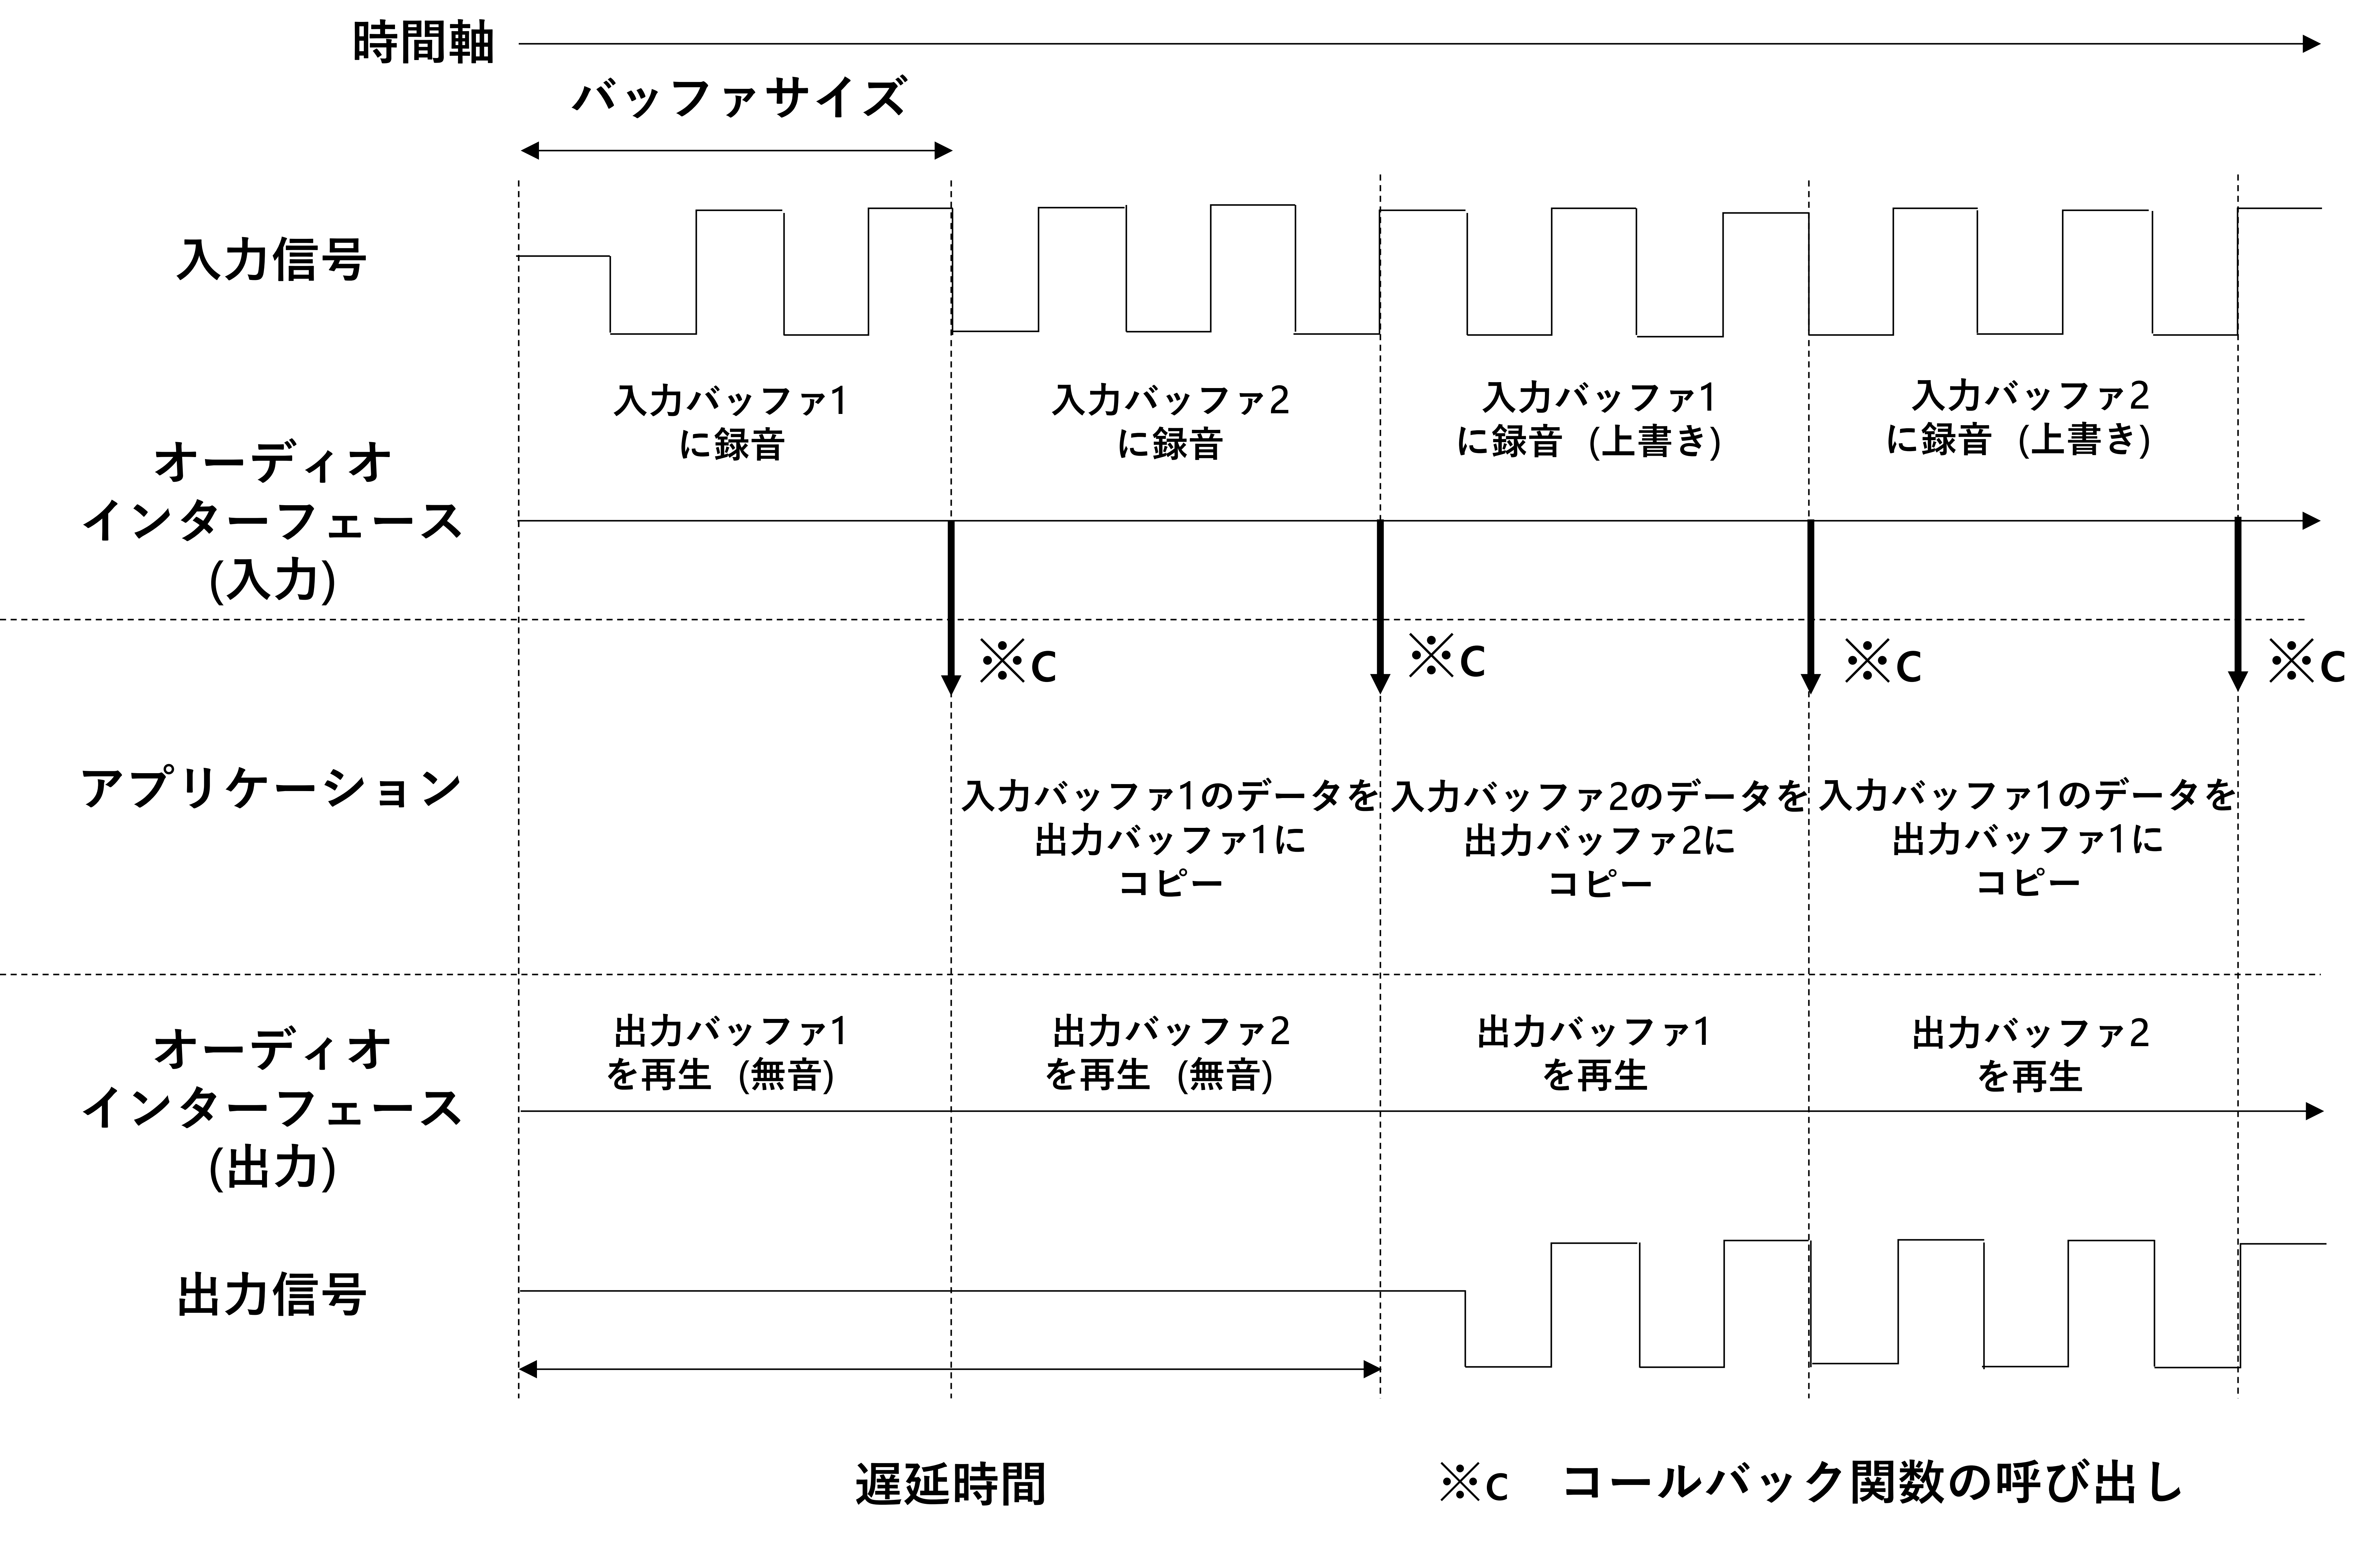 時間軸
バッファサイズ
入力信号
入力バッファ1
に録音
入力バッファ2
に録音
入力バッファ1
に録音 (上書き)
入力バッファ2
に録音 (上書き)
オーディオ
インターフェース
(入力)
※c
※c
※c
※c
アプリケーション
入力バッファ1のデータを
出力バッファ1に
コピー
入力バッファ2のデータを
出力バッファ2に
コピー
入力バッファ1のデータを
出力バッファ1に
コピー
オーディオ
インターフェース
(出力)
出力バッファ1
を再生 (無音)
出力バッファ2
を再生 (無音)
出力バッファ1
を再生
出力バッファ2
を再生
出力信号
遅延時間
※c コールバック関数の呼び出し